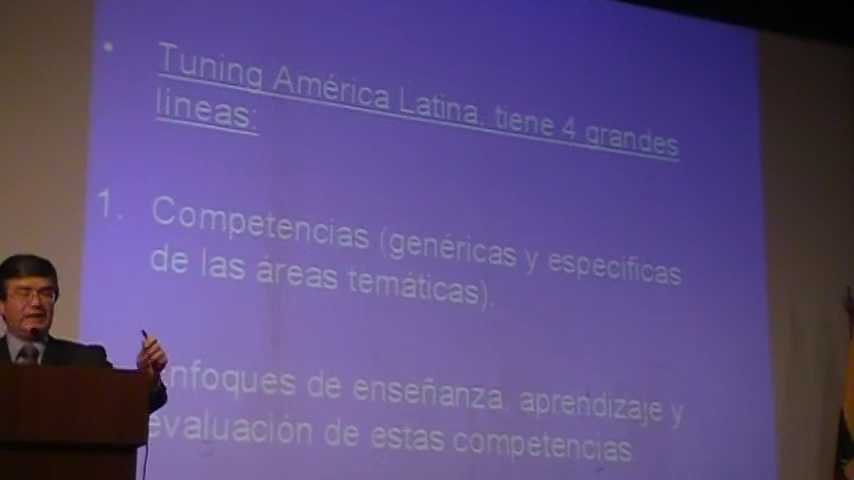 • Tuning América Latina. tiene 4 grandes
líneas:
1. Competencias (genéricas y especificas
de las áreas temáticas).
nfoques de enseñanza, aprendizaje y
evaluación de estas competencias.